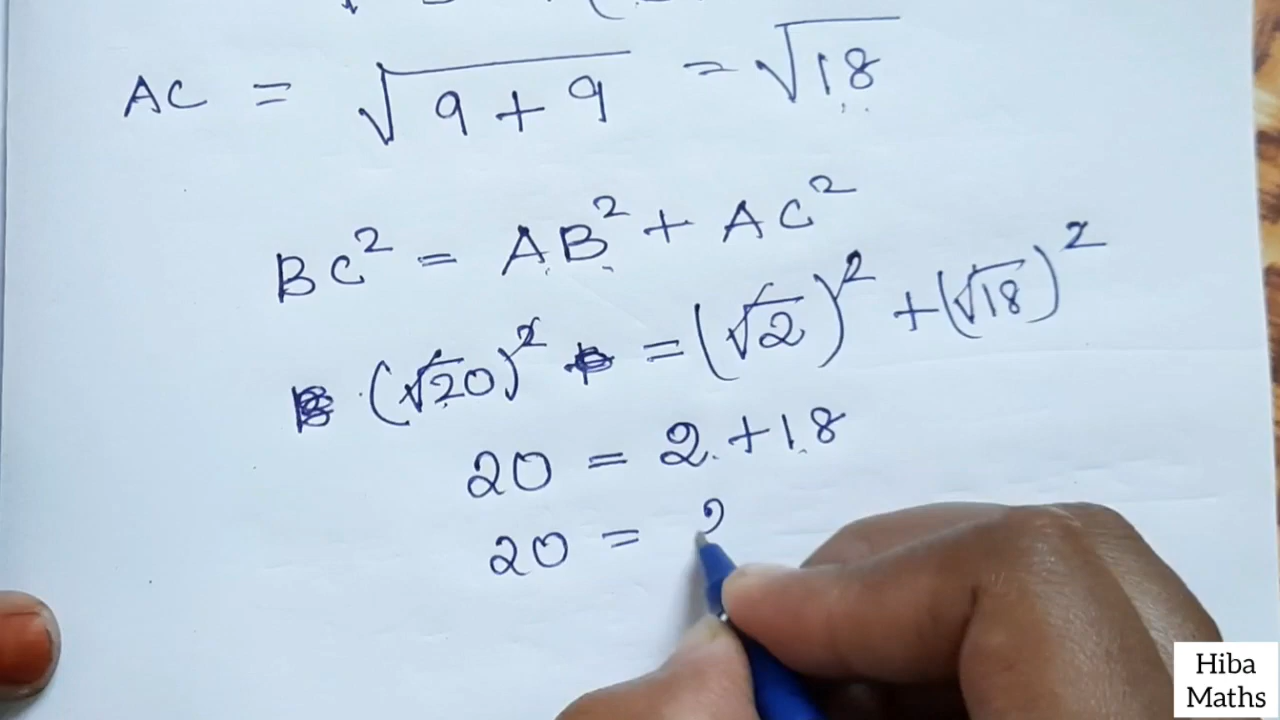 AC = √9 + 9 = √18
BC² = AB² + AC²
(√20)² = (√2)² + (√18)²
20 = 2 + 18
20 = 2
Hiba
Maths